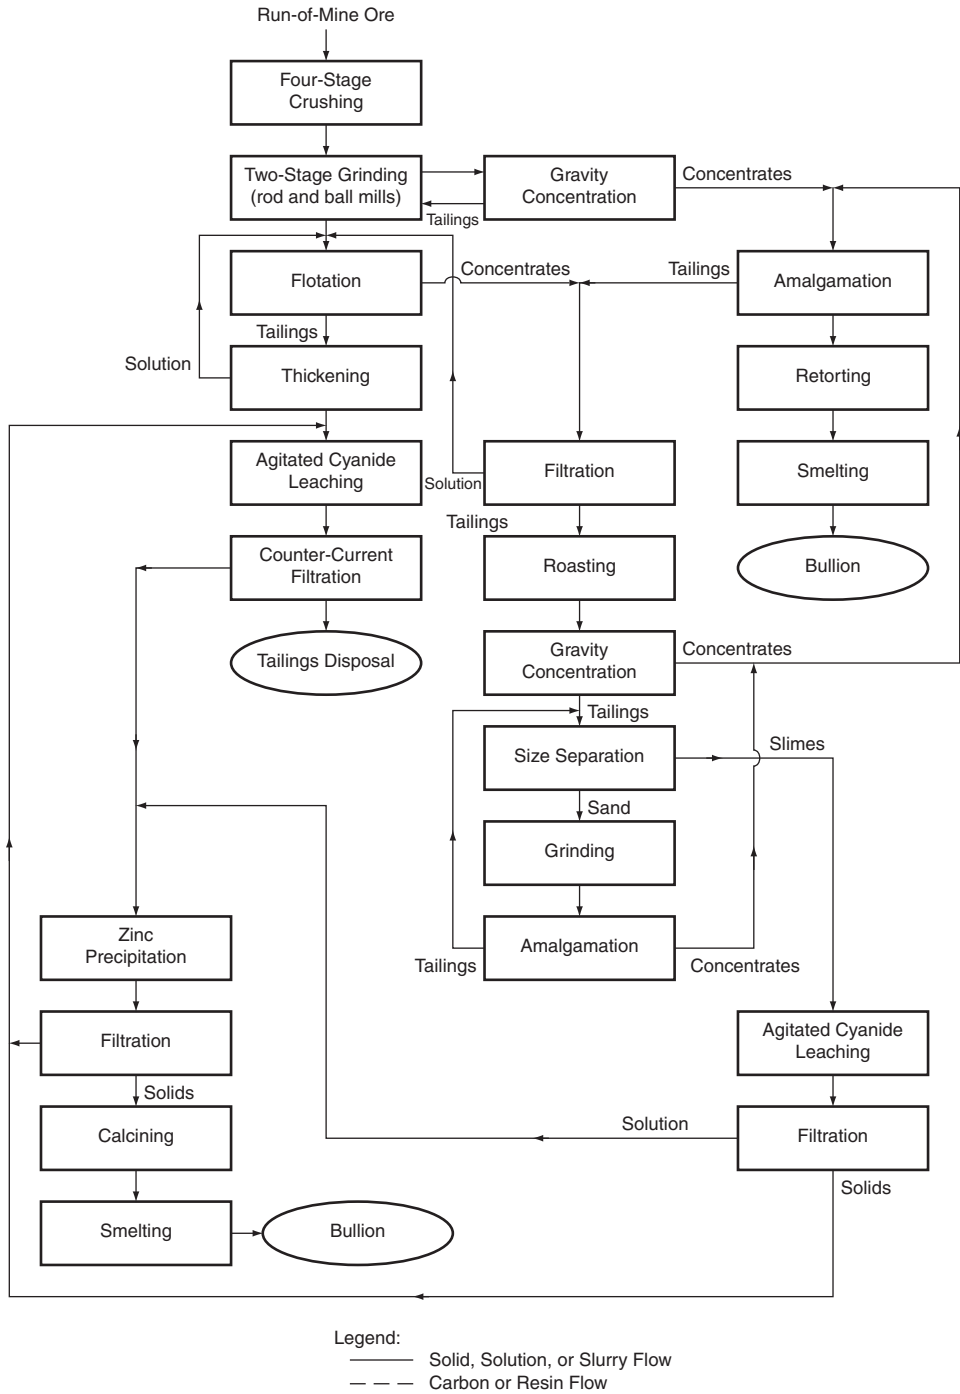 Run-of-Mine Ore
Four-Stage
Crushing
Two-Stage Grinding
(rod and ball mills)
Gravity
Concentration
Concentrates
Tailings
Flotation
Concentrates
Tailings
Amalgamation
Tailings
Solution
Thickening
Retorting
Agitated Cyanide
Leaching
Solution
Filtration
Smelting
Tailings
Counter-Current
Filtration
Roasting
Bullion
Tailings Disposal
Gravity
Concentration
Concentrates
Tailings
Size Separation
Slimes
Sand
Grinding
Zinc
Precipitation
Amalgamation
Tailings
Concentrates
Filtration
Agitated Cyanide
Leaching
Solids
Calcining
Solution
Filtration
Solids
Smelting
Bullion
Legend:
Solid, Solution, or Slurry Flow
Carbon or Resin Flow